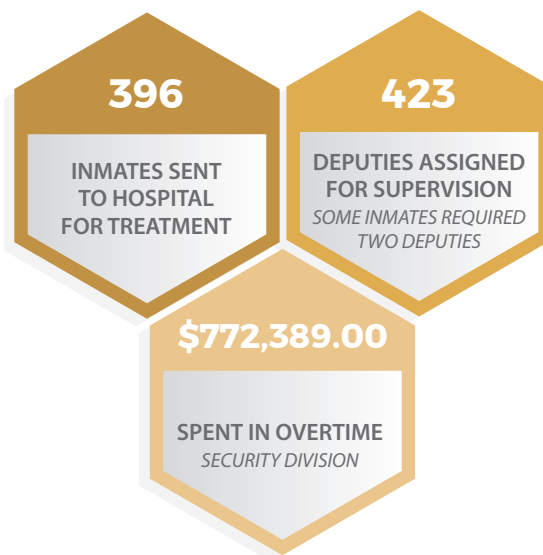 396
INMATES SENT
TO HOSPITAL
FOR TREATMENT
423
DEPUTIES ASSIGNED
FOR SUPERVISION
SOME INMATES REQUIRED
TWO DEPUTIES
$772,389.00
SPENT IN OVERTIME
SECURITY DIVISION